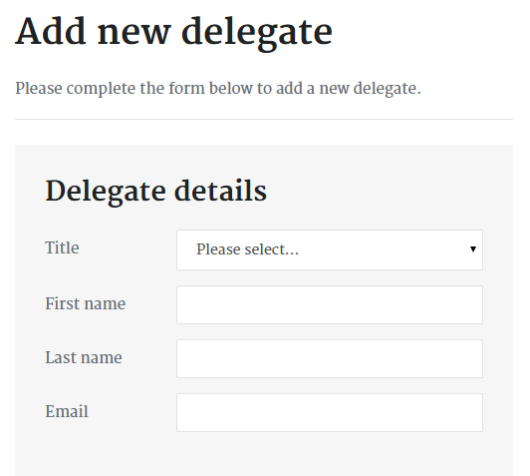 Add new delegate
Please complete the form below to add a new delegate.
Delegate details
Title
Please select...
First name
Last name
Email